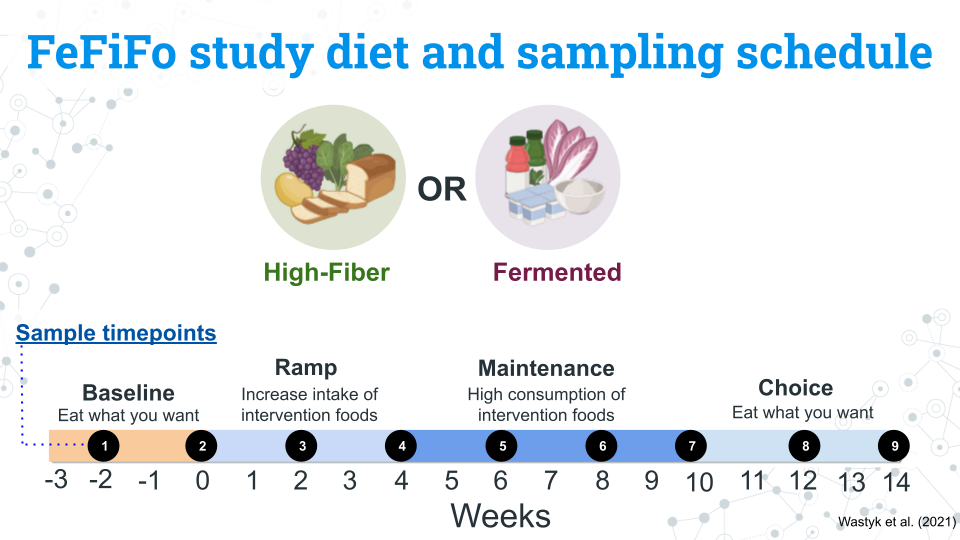 FeFiFo study diet and sampling schedule
OR
High-Fiber
Fermented
Sample timepoints
Baseline
Eat what you want
Ramp
Increase intake of
intervention foods
Maintenance
High consumption of
intervention foods
Choice
Eat what you want
1 2 3 4 5 6 7 8 9
-3 -2 -1 0 1 2 3 4 5 6 7 8 9 10 11 12 13 14
Weeks
Wastyk et al. (2021)